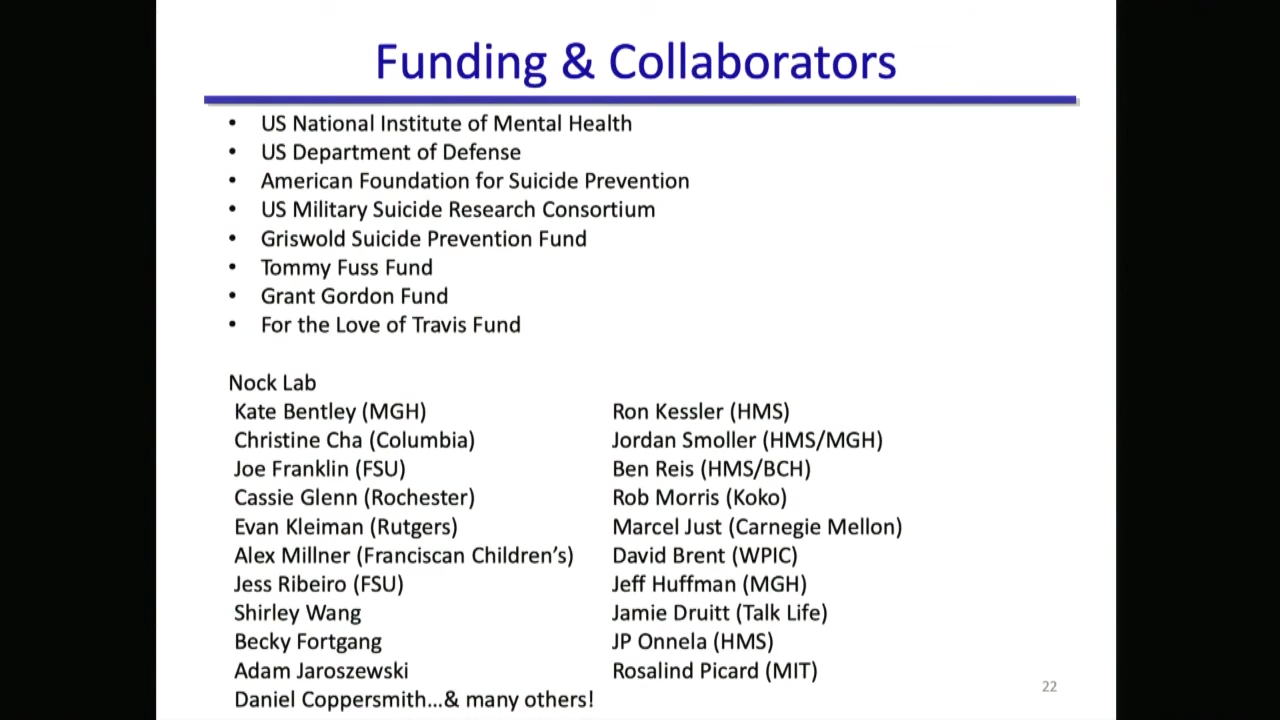 Funding & Collaborators
• US National Institute of Mental Health
• US Department of Defense
• American Foundation for Suicide Prevention
• US Military Suicide Research Consortium
• Griswold Suicide Prevention Fund
• Tommy Fuss Fund
• Grant Gordon Fund
• For the Love of Travis Fund
Nock Lab
Kate Bentley (MGH)
Christine Cha (Columbia)
Joe Franklin (FSU)
Cassie Glenn (Rochester)
Evan Kleiman (Rutgers)
Alex Millner (Franciscan Children's)
Jess Ribeiro (FSU)
Shirley Wang
Becky Fortgang
Adam Jaroszewski
Daniel Coppersmith...& many others!
Ron Kessler (HMS)
Jordan Smoller (HMS/MGH)
Ben Reis (HMS/BCH)
Rob Morris (Koko)
Marcel Just (Carnegie Mellon)
David Brent (WPIC)
Jeff Huffman (MGH)
Jamie Druitt (Talk Life)
JP Onnela (HMS)
Rosalind Picard (MIT)
22